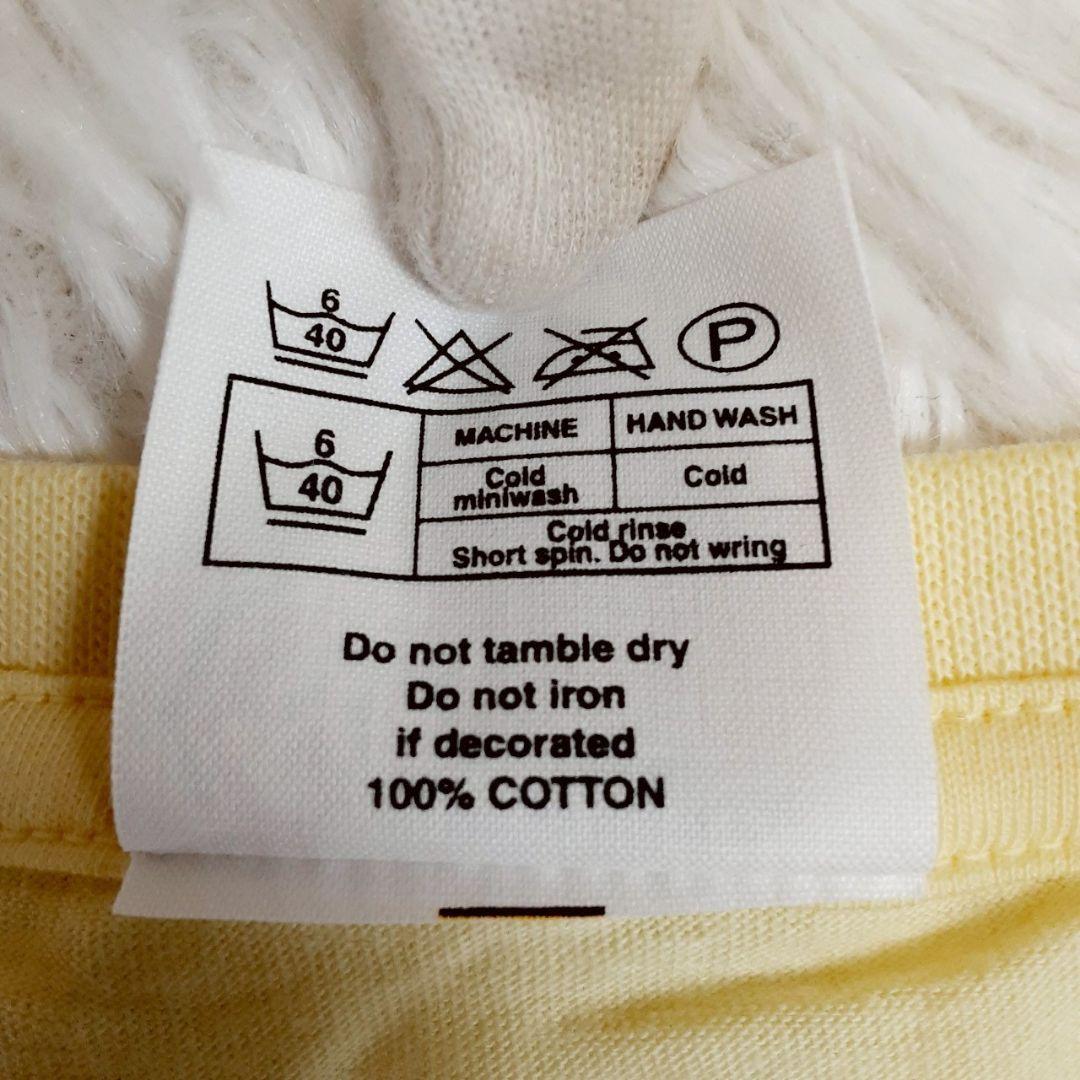 6
40
P
6
40
MACHINE
HAND WASH
Cold
miniwash
Cold
Cold rinse
Short spin. Do not wring
Do not tamble dry
Do not iron
if decorated
100% COTTON